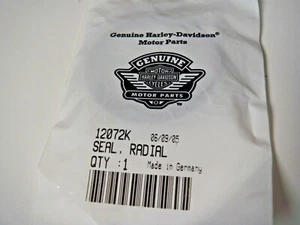 Genuine Harley-Davidson®
Motor Parts
GENUINE
MOTOR
HARLEY-DAVIDSON
CYCLES
MOTOR PARTS
12072K 06/09/05
SEAL, RADIAL
QTY :1 Made in Germany